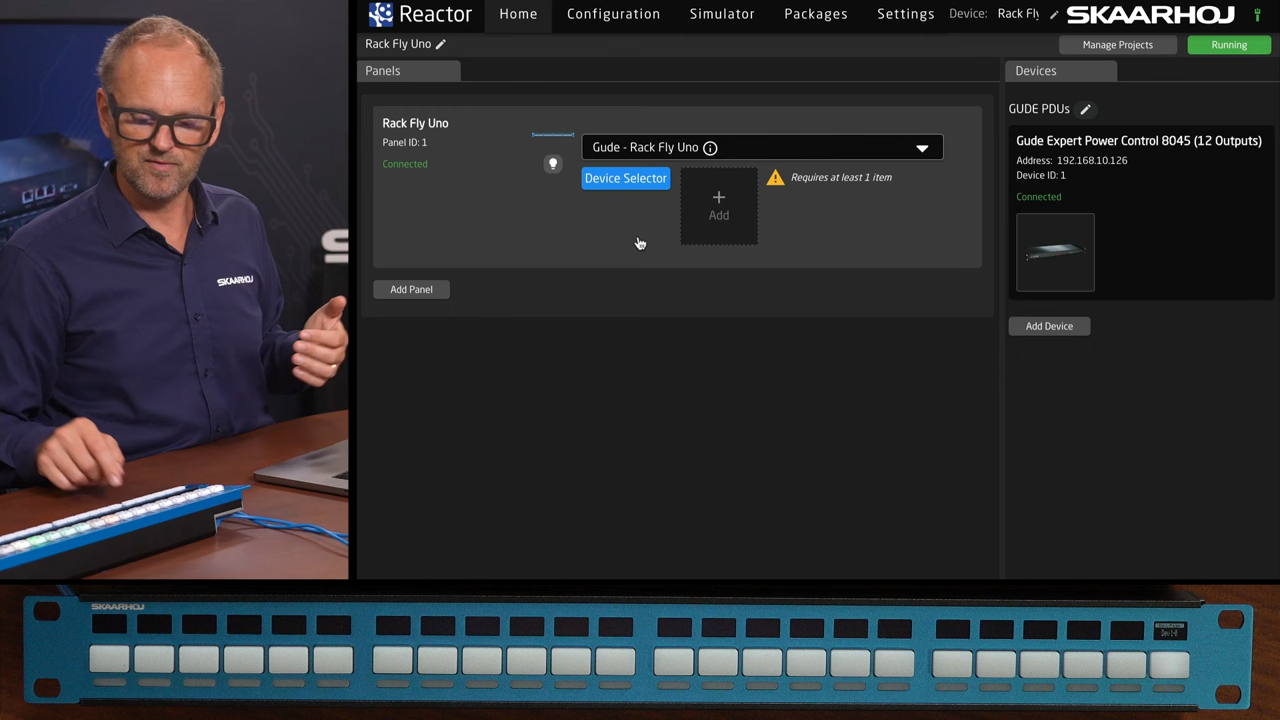 Reactor
Home
Configuration
Simulator
Packages
Settings
Device: Rack Fly
SKAARHOJ
Rack Fly Uno
Manage Projects
Running
Panels
Devices
Rack Fly Uno
Panel ID: 1
Connected
Gude - Rack Fly Uno
Device Selector
+
Add
Requires at least 1 item
Add Panel
GUDE PDUs
Gude Expert Power Control 8045 (12 Outputs)
Address: 192.168.10.126
Device ID: 1
Connected
Add Device
SKAARHOJ
S
SKAARHOJ